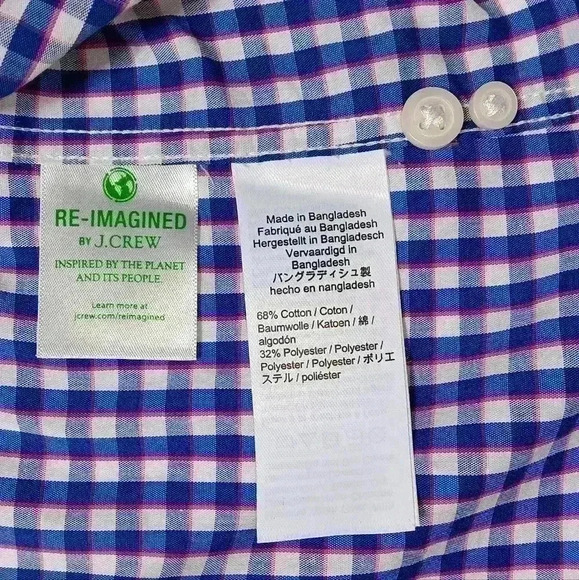 RE-IMAGINED
BY J.CREW
INSPIRED BY THE PLANET
AND ITS PEOPLE.
Learn more at
jcrew.com/reimagined
Made in Bangladesh
Fabriqué au Bangladesh
Hergestellt in Bangladesch
Vervaardigd in
Bangladesh
バングラディシュ製
hecho en nangladesh
68% Cotton / Coton /
Baumwolle / Katoen / 綿 /
algodón
32% Polyester / Polyester /
Polyester / Polyester / ポリエ
ステル / poliéster